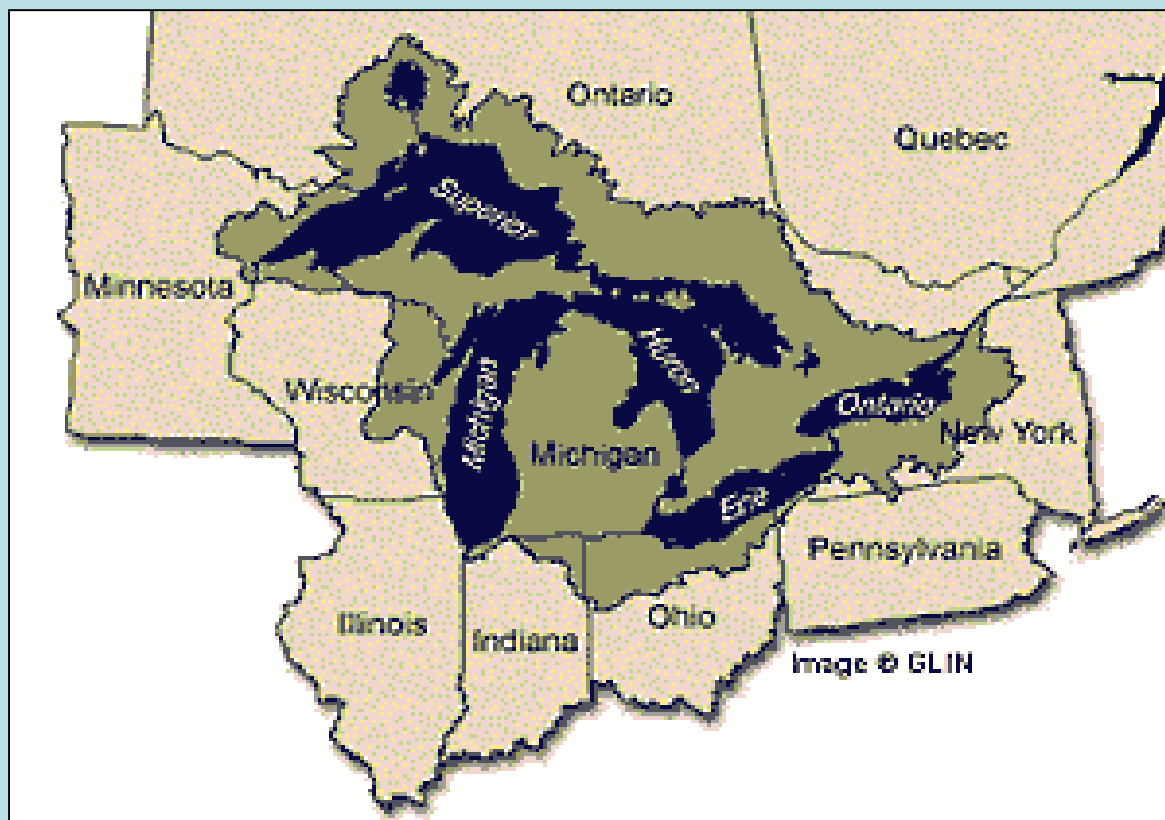 Ontario
Quebec
Superior
Minnesota
Wisconsin
Michigan
Huron
Ontario
New York
Michigan
Erie
Pennsylvania
Illinois
Indiana
Ohio
Image © GLIN